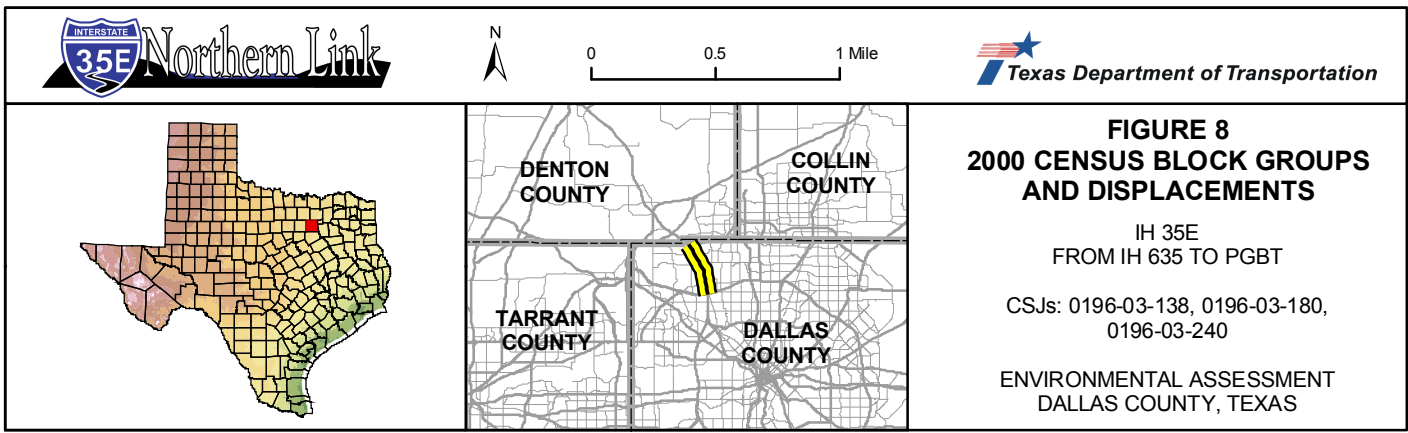 INTERSTATE
35E
Northern Link
N
0 0.5 1 Mile
Texas Department of Transportation
DENTON
COUNTY
COLLIN
COUNTY
TARRANT
COUNTY
DALLAS
COUNTY
FIGURE 8
2000 CENSUS BLOCK GROUPS
AND DISPLACEMENTS
IH 35E
FROM IH 635 TO PGBT
CSJs: 0196-03-138, 0196-03-180,
0196-03-240
ENVIRONMENTAL ASSESSMENT
DALLAS COUNTY, TEXAS